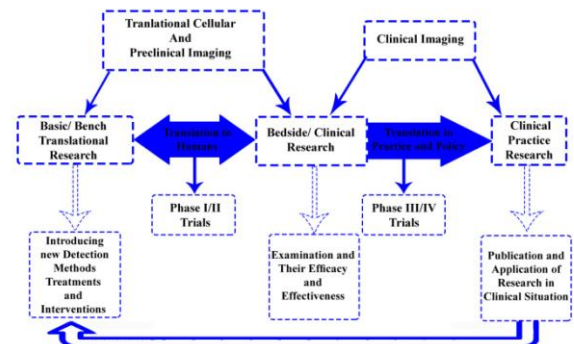 Tranlational Cellular
And
Preclinical Imaging
Clinical Imaging
Basic/ Bench
Translational
Research
Translation to
Humans
Bedside/ Clinical
Research
Translation to
Practice and Policy
Clinical
Practice
Research
Phase I/II
Trials
Phase III/IV
Trials
Introducing
new Detection
Methods
Treatments
and
Interventions
Examination and
Their Efficacy
and
Effectiveness
Publication and
Application of
Research in
Clinical Situation